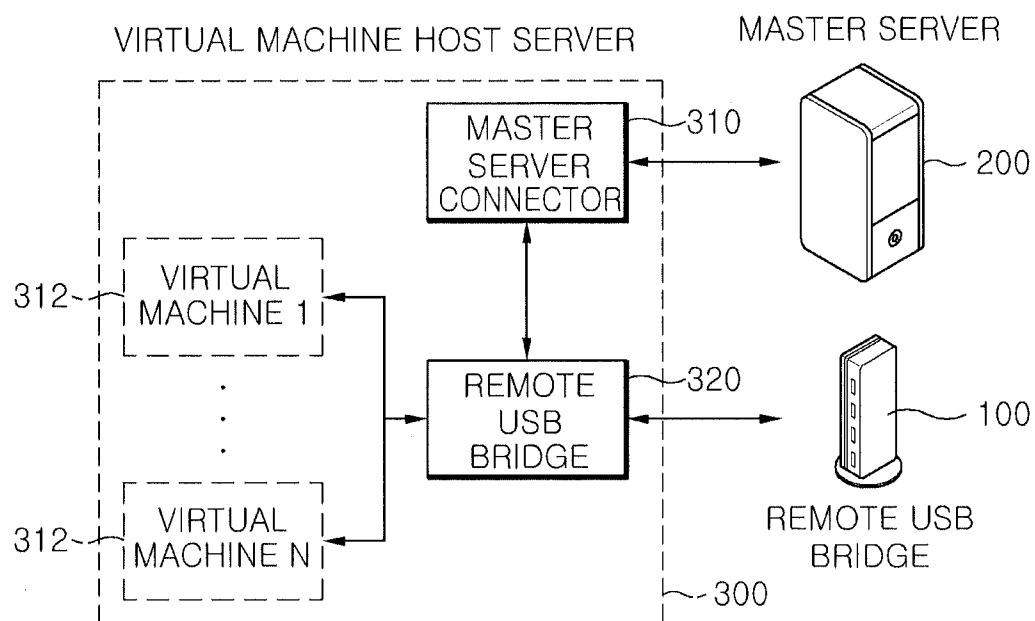 VIRTUAL MACHINE HOST SERVER
MASTER SERVER
MASTER
SERVER
CONNECTOR
310
200
312
VIRTUAL
MACHINE 1
REMOTE
USB
BRIDGE
320
100
312
VIRTUAL
MACHINE N
REMOTE USB
BRIDGE
300